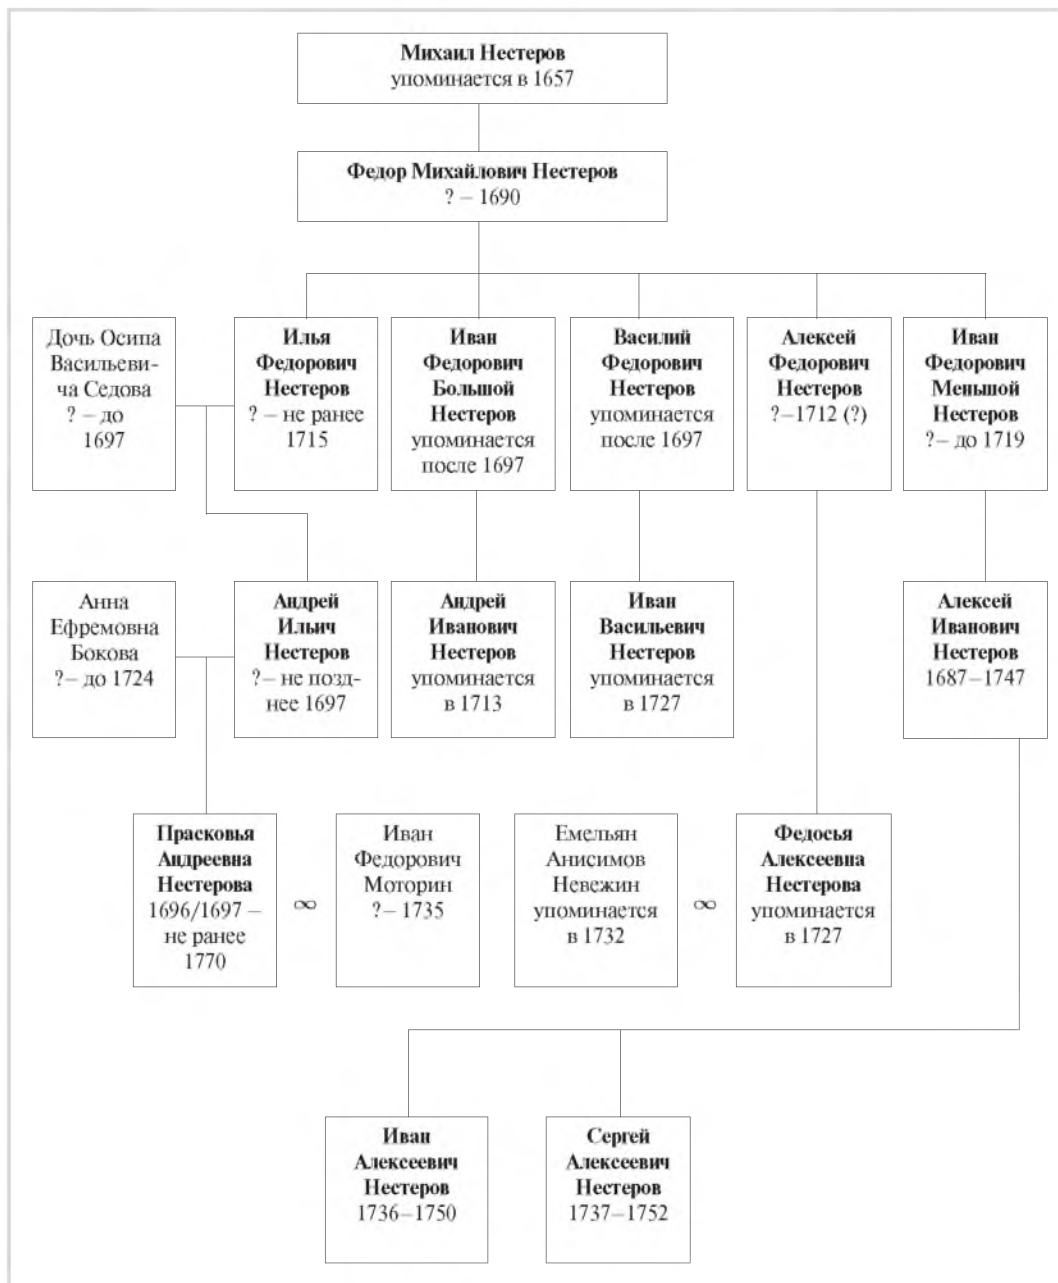 Михаил Нестеров
упоминается в 1657
Федор Михайлович Нестеров
? – 1690
Дочь Осипа
Васильеви-
ча Седова
? – до
1697
Илья
Федорович
Нестеров
? – не ранее
1715
Иван
Федорович
Большой
Нестеров
упоминается
после 1697
Василий
Федорович
Нестеров
упоминается
после 1697
Алексей
Федорович
Нестеров
?–1712 (?)
Иван
Федорович
Меньшой
Нестеров
?– до 1719
Анна
Ефремовна
Бокова
?– до 1724
Андрей
Ильич
Нестеров
?– не позд-
нее 1697
Андрей
Иванович
Нестеров
упоминается
в 1713
Иван
Васильевич
Нестеров
упоминается
в 1727
Алексей
Иванович
Нестеров
1687–1747
Прасковья
Андреевна
Нестерова
1696/1697 –
не ранее
1770
∞
Иван
Федорович
Моторин
?– 1735
Емельян
Анисимов
Невежин
упоминается
в 1732
∞
Федосья
Алексеевна
Нестерова
упоминается
в 1727
Иван
Алексеевич
Нестеров
1736–1750
Сергей
Алексеевич
Нестеров
1737–1752